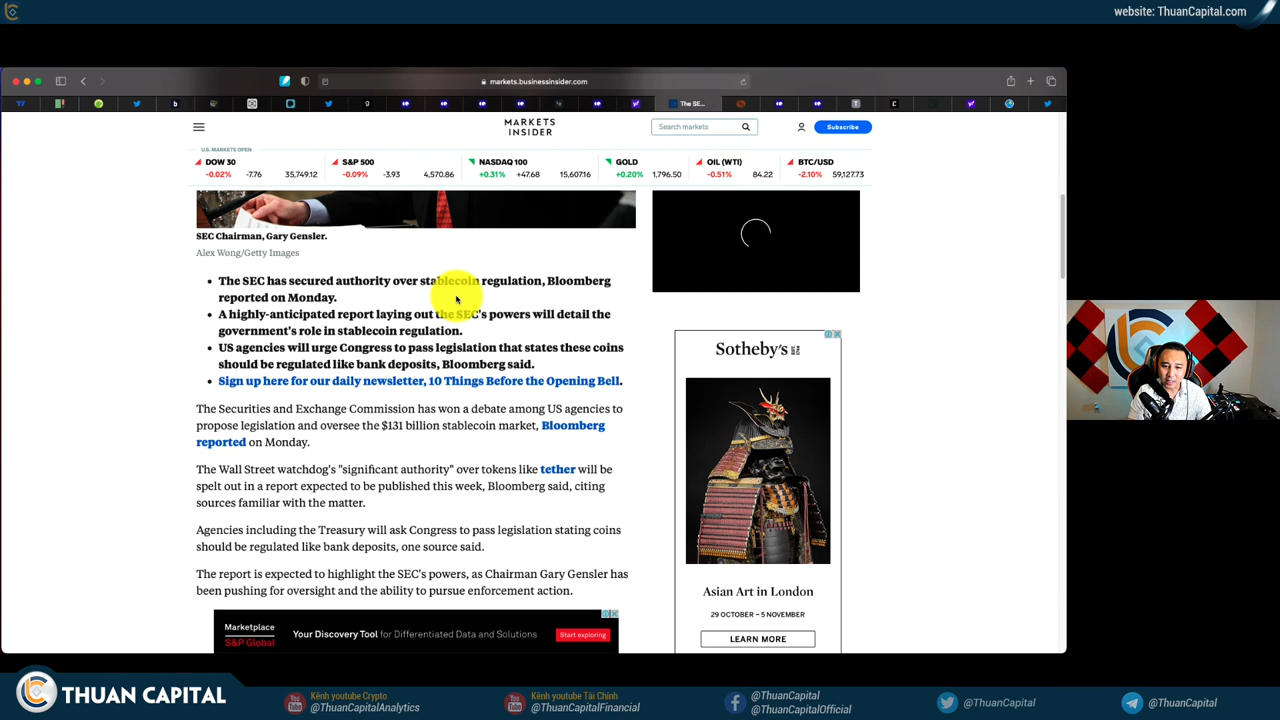 website: ThuanCapital.com
markets.businessinsider.com
The SE...
MARKETS
INSIDER
Search markets
Subscribe
U.S. MARKETS OPEN
DOW 30
-0.02% -7.76 35,749.12
S&P 500
-0.09% -3.93 4,570.86
NASDAQ 100
+0.31% +47.68 15,607.16
GOLD
+0.20% 1,796.50
OIL (WTI)
-0.51% 84.22
BTC/USD
-2.10% 59,127.73
SEC Chairman, Gary Gensler.
Alex Wong/Getty Images
• The SEC has secured authority over stablecoin regulation, Bloomberg
reported on Monday.
• A highly-anticipated report laying out the SEC's powers will detail the
government's role in stablecoin regulation.
• US agencies will urge Congress to pass legislation that states these coins
should be regulated like bank deposits, Bloomberg said.
• Sign up here for our daily newsletter, 10 Things Before the Opening Bell.
The Securities and Exchange Commission has won a debate among US agencies to
propose legislation and oversee the $131 billion stablecoin market, Bloomberg
reported on Monday.
The Wall Street watchdog's "significant authority" over tokens like tether will be
spelt out in a report expected to be published this week, Bloomberg said, citing
sources familiar with the matter.
Agencies including the Treasury will ask Congress to pass legislation stating coins
should be regulated like bank deposits, one source said.
The report is expected to highlight the SEC's powers, as Chairman Gary Gensler has
been pushing for oversight and the ability to pursue enforcement action.
Marketplace
S&P Global
Your Discovery Tool for Differentiated Data and Solutions
Start exploring
Sotheby's
Asian Art in London
29 OCTOBER – 5 NOVEMBER
LEARN MORE
THUAN CAPITAL
Kênh youtube Crypto
@ThuanCapitalAnalytics
Kênh youtube Tài Chính
@ThuanCapitalFinancial
@ThuanCapital
@ThuanCapitalOfficial
@ThuanCapital
@ThuanCapital